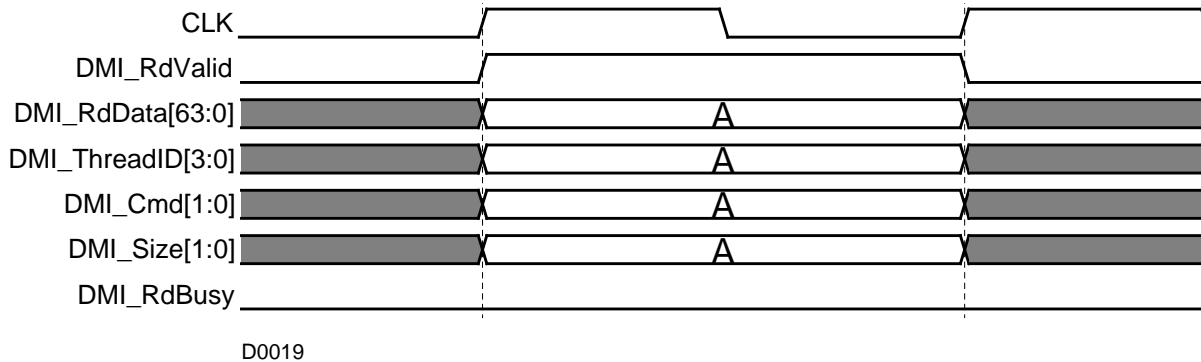 CLK
DMI_RdValid
DMI_RdData[63:0] A
DMI_ThreadID[3:0] A
DMI_Cmd[1:0] A
DMI_Size[1:0] A
DMI_RdBusy
D0019